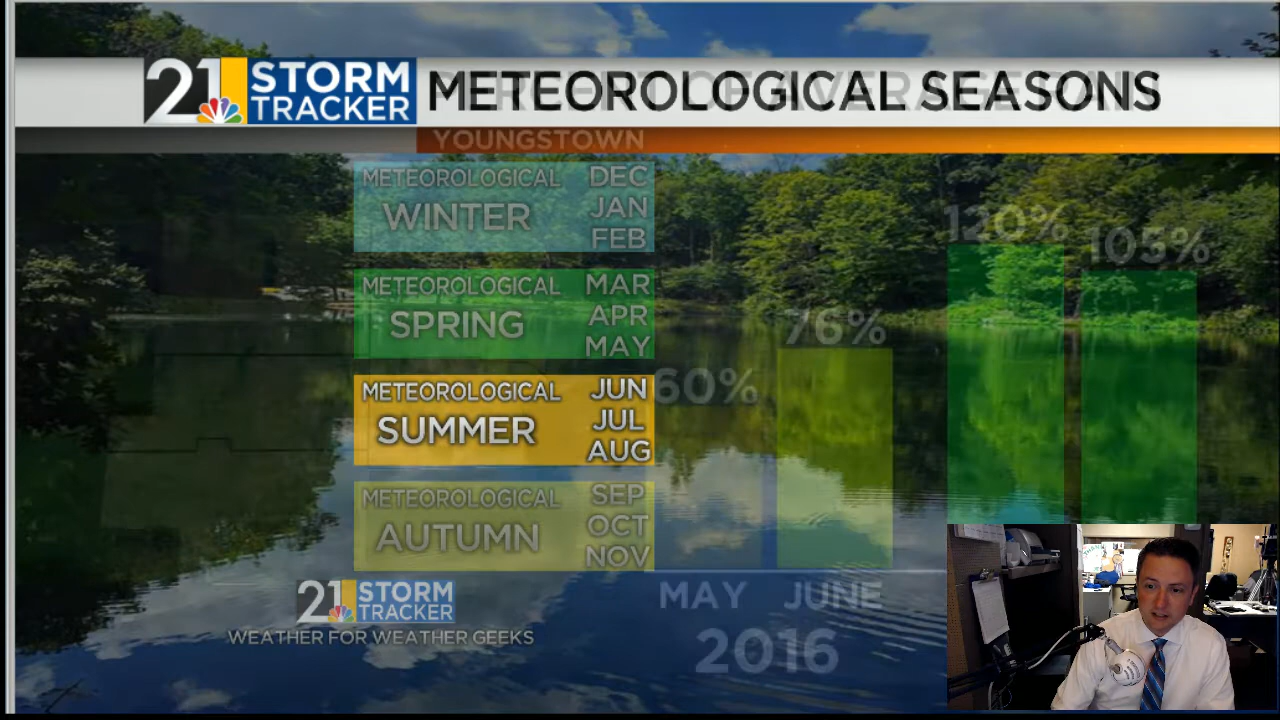 21 STORM TRACKER
METEOROLOGICAL SEASONS
YOUNGSTOWN
METEOROLOGICAL WINTER
DEC
JAN
FEB
METEOROLOGICAL SPRING
MAR
APR
MAY
METEOROLOGICAL SUMMER
JUN
JUL
AUG
METEOROLOGICAL AUTUMN
SEP
OCT
NOV
60%
76%
120%
105%
MAY
JUNE
2016
21 STORM TRACKER
WEATHER FOR WEATHER GEEKS